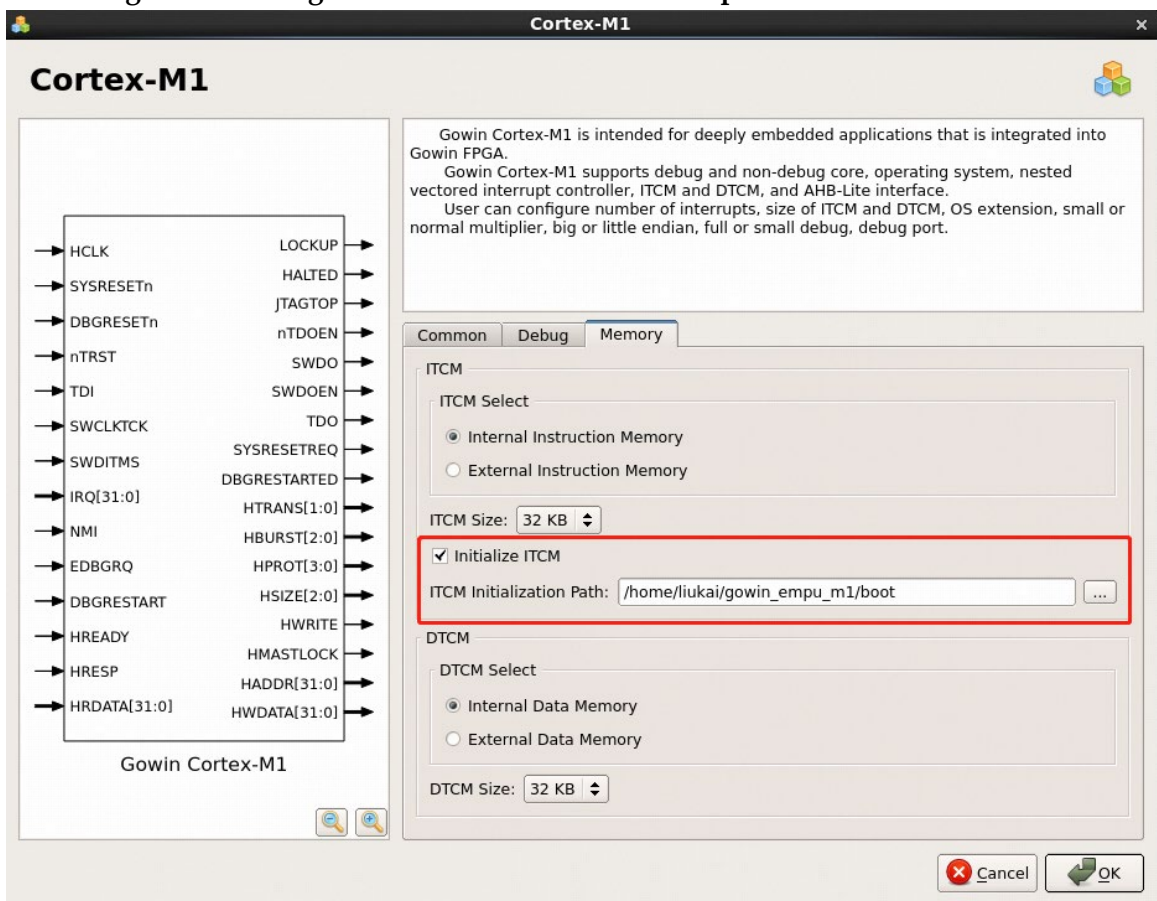 Cortex-M1
Cortex-M1
HCLK
SYSRESETn
DBGRESETn
nTRST
TDI
SWCLKTCK
SWDITMS
IRQ[31:0]
NMI
EDBGRQ
DBGRESTART
HREADY
HRESP
HRDATA[31:0]
LOCKUP
HALTED
JTAGTOP
nTDOEN
SWDO
SWDOEN
TDO
SYSRESETREQ
DBGRESTARTED
HTRANS[1:0]
HBURST[2:0]
HPROT[3:0]
HSIZE[2:0]
HWRITE
HMASTLOCK
HADDR[31:0]
HWDATA[31:0]
Gowin Cortex-M1
Gowin Cortex-M1 is intended for deeply embedded applications that is integrated into
Gowin FPGA.
Gowin Cortex-M1 supports debug and non-debug core, operating system, nested
vectored interrupt controller, ITCM and DTCM, and AHB-Lite interface.
User can configure number of interrupts, size of ITCM and DTCM, OS extension, small or
normal multiplier, big or little endian, full or small debug, debug port.
Common Debug Memory
ITCM
ITCM Select
Internal Instruction Memory
External Instruction Memory
ITCM Size: 32 KB
Initialize ITCM
ITCM Initialization Path: /home/liukai/gowin_empu_m1/boot ...
DTCM
DTCM Select
Internal Data Memory
External Data Memory
DTCM Size: 32 KB
Cancel OK